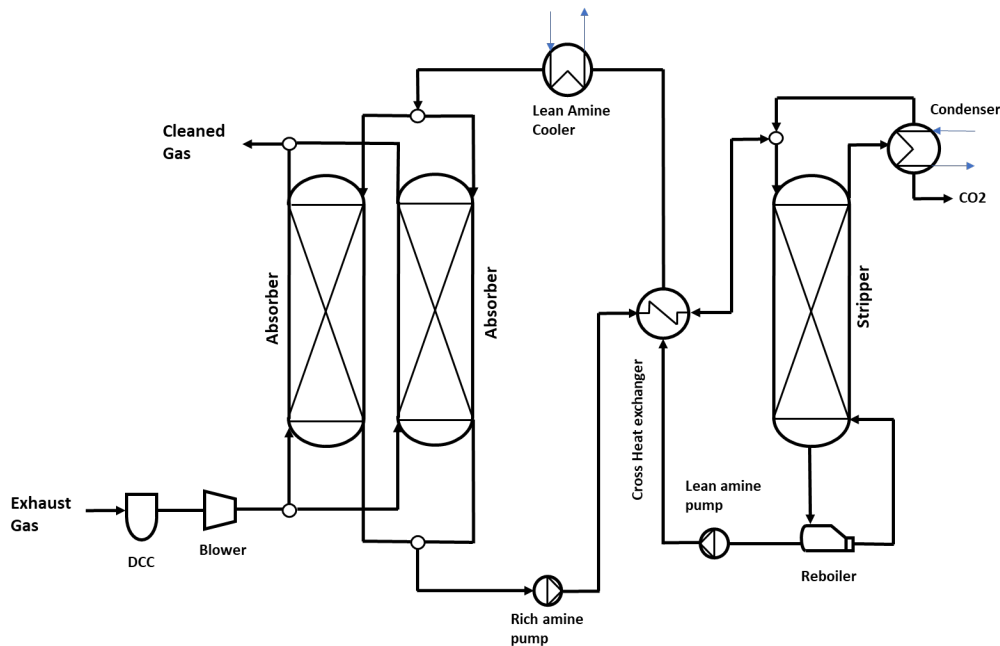 Lean Amine
Cooler
Condenser
Cleaned
Gas
CO2
Absorber
Absorber
Stripper
Cross Heat exchanger
Exhaust
Gas
DCC
Blower
Lean amine
pump
Reboiler
Rich amine
pump